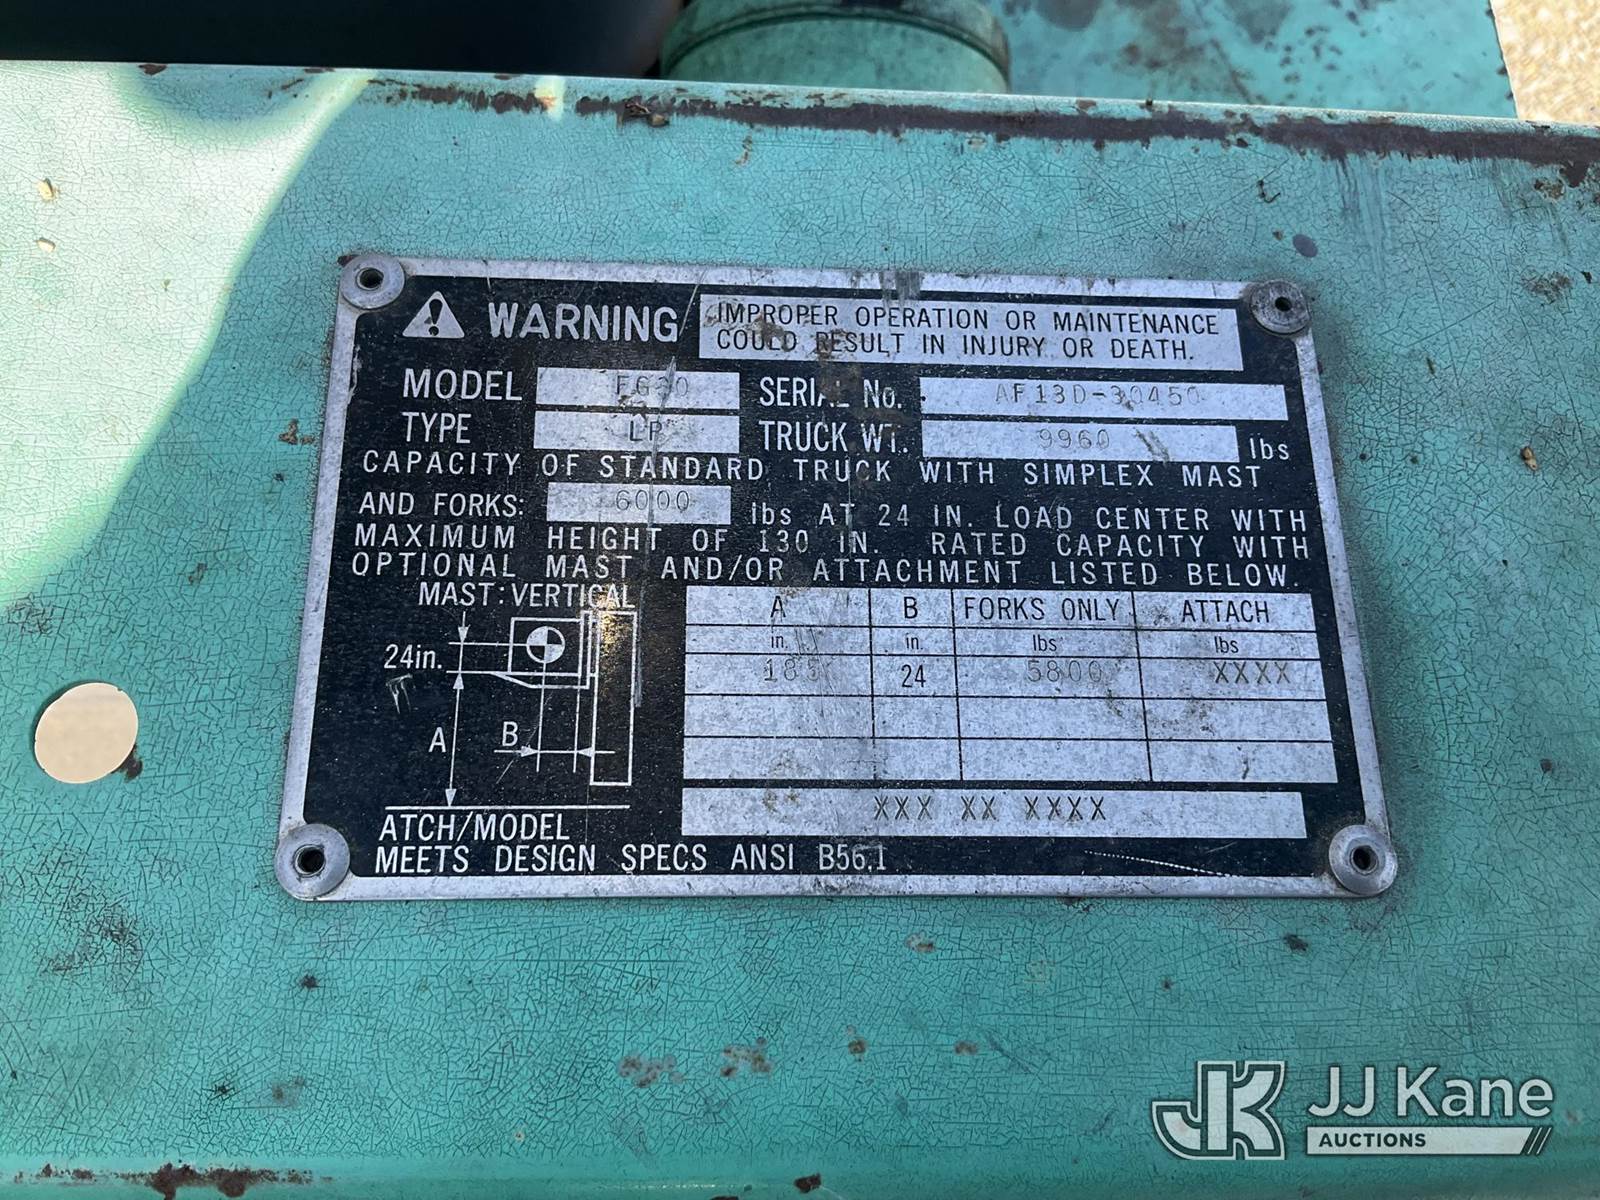 WARNING
IMPROPER OPERATION OR MAINTENANCE
COULD RESULT IN INJURY OR DEATH.
MODEL FG30 SERIAL No. AF13D-30450
TYPE LP TRUCK WT. 9960 lbs
CAPACITY OF STANDARD TRUCK WITH SIMPLEX MAST
AND FORKS: 6000 lbs AT 24 IN. LOAD CENTER WITH
MAXIMUM HEIGHT OF 130 IN. RATED CAPACITY WITH
OPTIONAL MAST AND/OR ATTACHMENT LISTED BELOW.
MAST: VERTICAL
24in.
A
B
A B FORKS ONLY ATTACH
in. in. lbs lbs
185 24 5800 XXXX
ATCH/MODEL XXX XX XXXX
MEETS DESIGN SPECS ANSI B56.1
JK JJ Kane
AUCTIONS